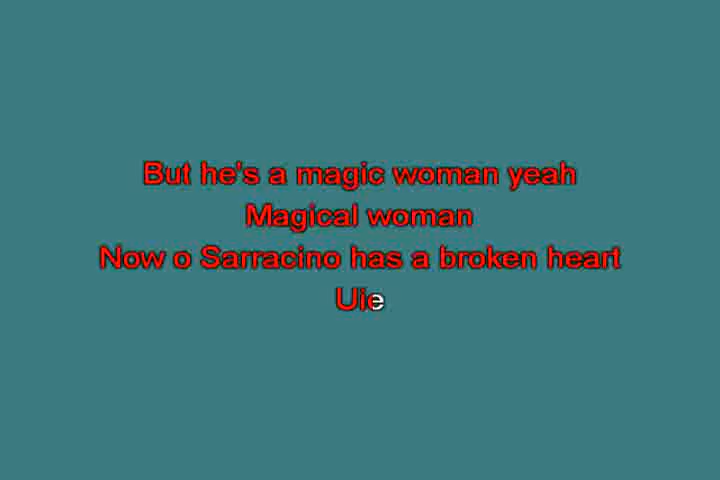 But he's a magic woman yeah
Magical woman
Now o Sarracino has a broken heart
Uie